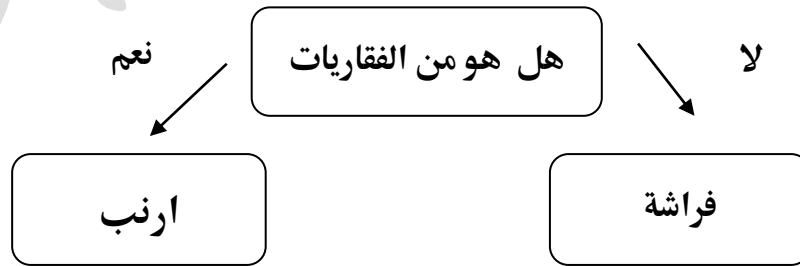 هل هو من الفقاريات
لا
نعم
فراشة
ارنب